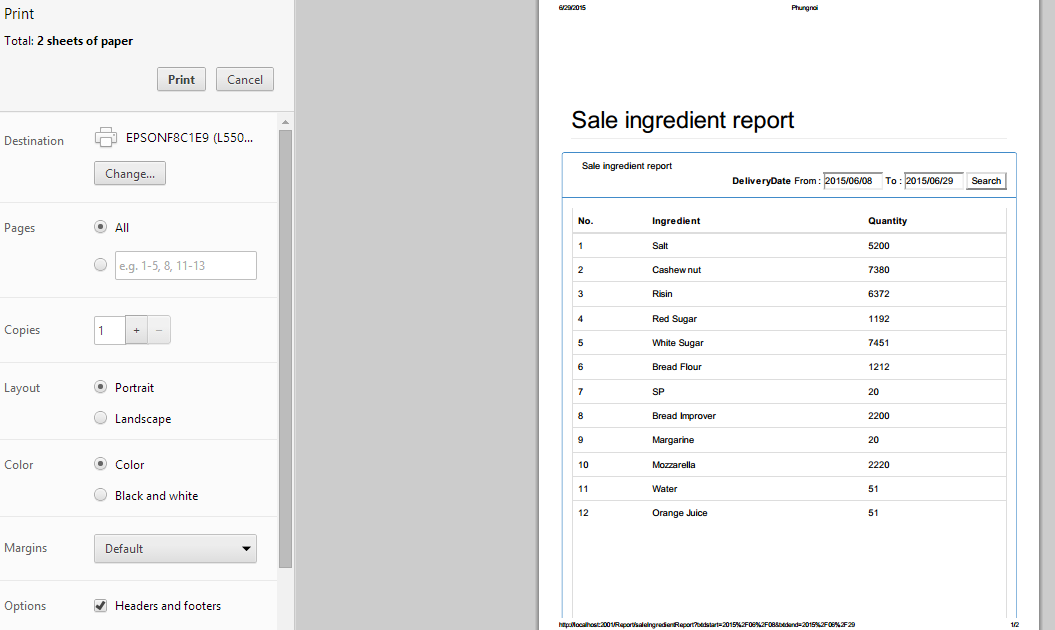 Print
Total: 2 sheets of paper
Print Cancel
Destination EPSONF8C1E9 (L550...
Change...
Pages All
e.g. 1-5, 8, 11-13
Copies 1 + −
Layout Portrait
Landscape
Color Color
Black and white
Margins Default
Options Headers and footers
6/29/2015 Phungnoi
Sale ingredient report
Sale ingredient report
DeliveryDate From : 2015/06/08 To : 2015/06/29 Search
No. Ingredient Quantity
1 Salt 5200
2 Cashew nut 7380
3 Risin 6372
4 Red Sugar 1192
5 White Sugar 7451
6 Bread Flour 1212
7 SP 20
8 Bread Improver 2200
9 Margarine 20
10 Mozzarella 2220
11 Water 51
12 Orange Juice 51
http://localhost:2001/Report/saleIngredientReport?btdstart=2015%2F06%2F08&btdend=2015%2F06%2F29 1/2